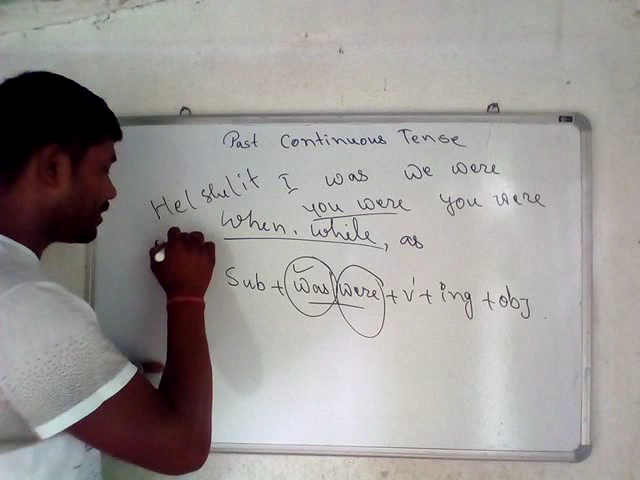 Past Continuous Tense
He/she/it I was we were
you were you were
when, while, as
Sub + was/were + v¹ + ing + obj